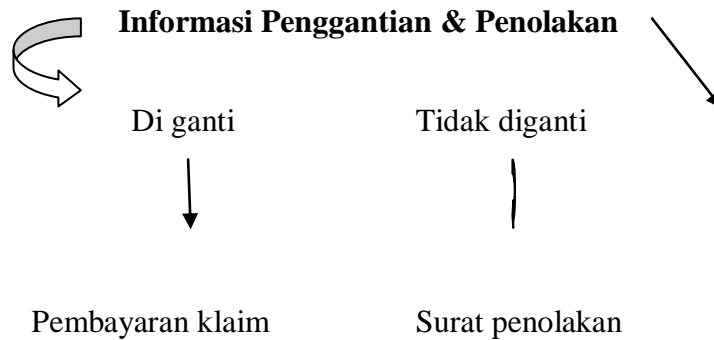 Informasi Penggantian & Penolakan
Di ganti Tidak diganti
Pembayaran klaim Surat penolakan